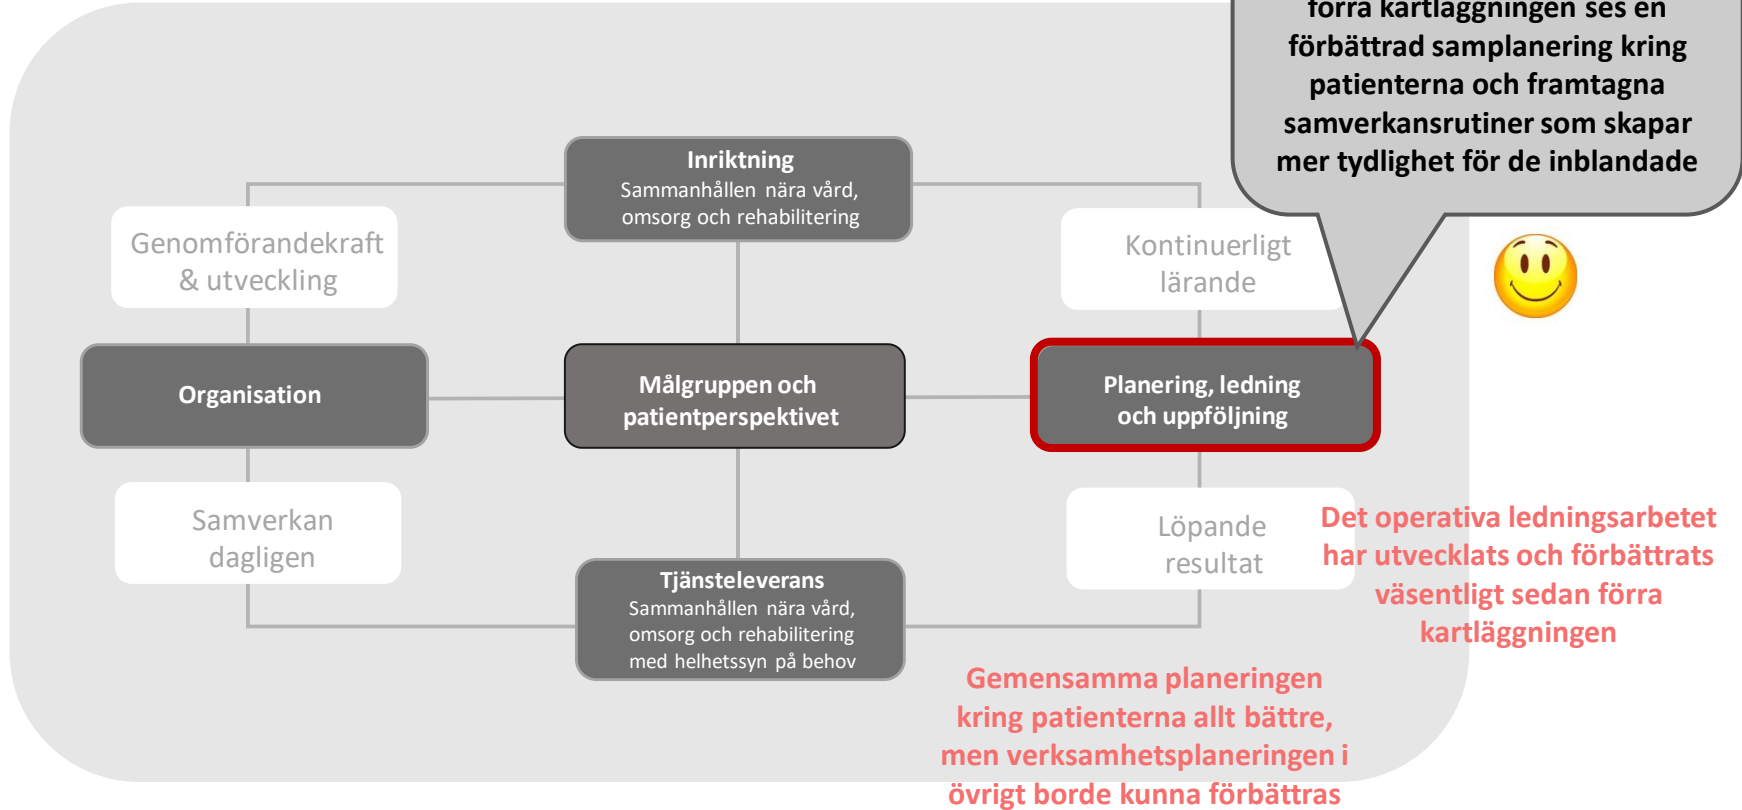 förra kartläggningen ses en
förbättrad samplanering kring
patienterna och framtagna
samverkansrutiner som skapar
mer tydlighet för de inblandade
Inriktning
Sammanhållen nära vård,
omsorg och rehabilitering
Genomförandekraft
& utveckling
Kontinuerligt
lärande
Organisation
Målgruppen och
patientperspektivet
Planering, ledning
och uppföljning
Samverkan
dagligen
Löpande
resultat
Det operativa ledningsarbetet
har utvecklats och förbättrats
väsentligt sedan förra
kartläggningen
Tjänsteleverans
Sammanhållen nära vård,
omsorg och rehabilitering
med helhetssyn på behov
Gemensamma planeringen
kring patienterna allt bättre,
men verksamhetsplaneringen i
övrigt borde kunna förbättras